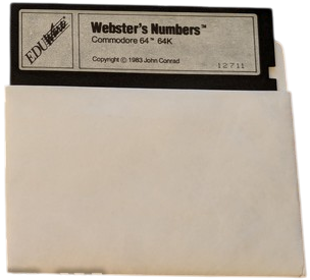 EDUWare
Webster's Numbers™
Commodore 64™ 64K
Copyright © 1983 John Conrad
12711